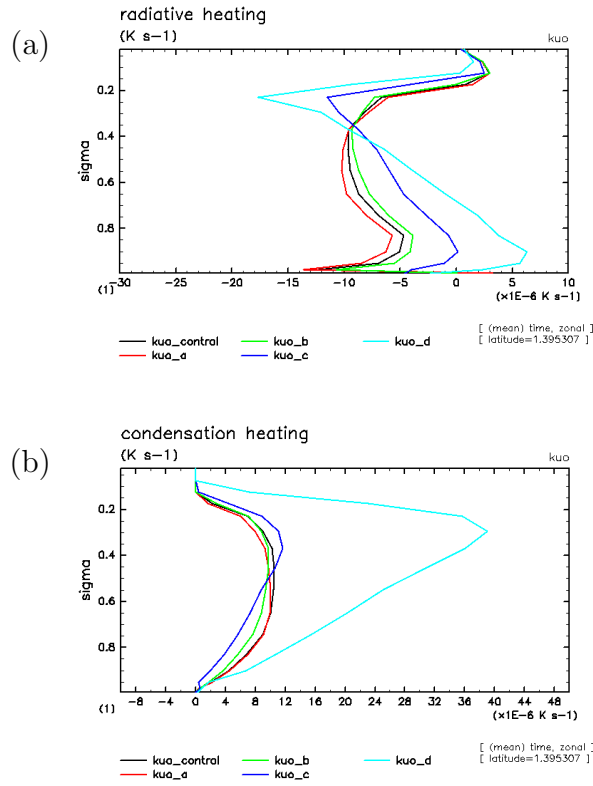 (a)
radiative heating
(K s-1)
kuo
0.2
0.4
0.6
0.8
sigma
(1)
-30 -25 -20 -15 -10 -5 0 5 10
(×1E-6 K s-1)
kuo_control kuo_b kuo_d
kuo_a kuo_c
[ (mean) time, zonal ]
[ latitude=1.395307
(b)
condensation heating
(K s-1)
kuo
0.2
0.4
0.6
0.8
sigma
(1)
-8 -4 0 4 8 12 16 20 24 28 32 36 40 44 48
(×1E-6 K s-1)
kuo_control kuo_b kuo_d
kuo_a kuo_c
[ (mean) time, zonal ]
[ latitude=1.395307